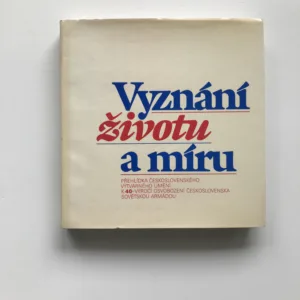 Vyznání
životu
a míru
PŘEHLÍDKA ČESKOSLOVENSKÉHO
VÝTVARNÉHO UMĚNÍ
K 40. VÝROČÍ OSVOBOZENÍ ČESKOSLOVENSKA
SOVĚTSKOU ARMÁDOU